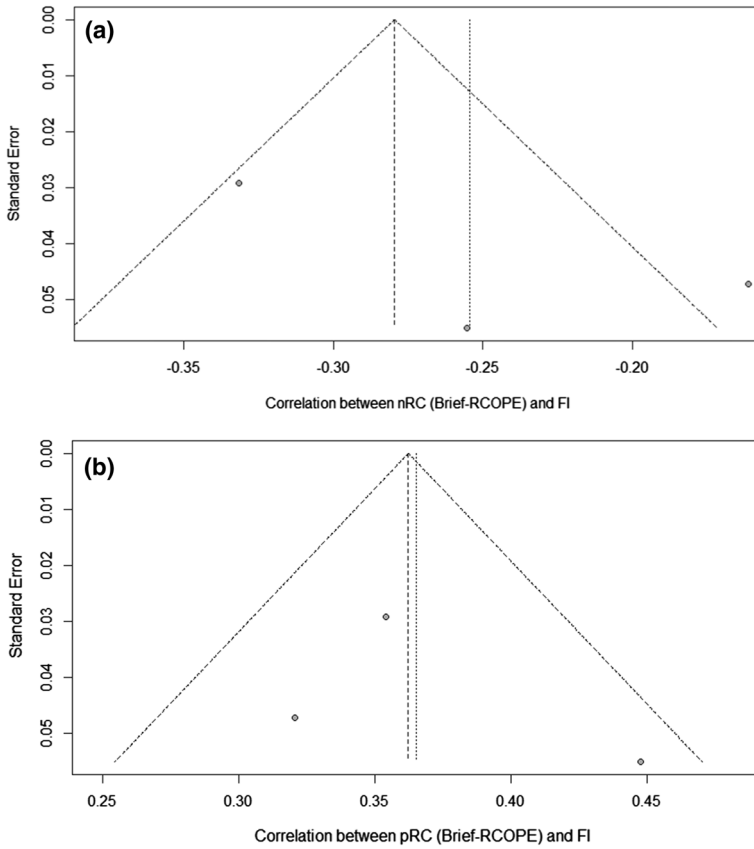 (a)
Standard Error
0.00
0.01
0.02
0.03
0.04
0.05
-0.35 -0.30 -0.25 -0.20
Correlation between nRC (Brief-RCOPE) and FI
(b)
Standard Error
0.00
0.01
0.02
0.03
0.04
0.05
0.25 0.30 0.35 0.40 0.45
Correlation between pRC (Brief-RCOPE) and FI